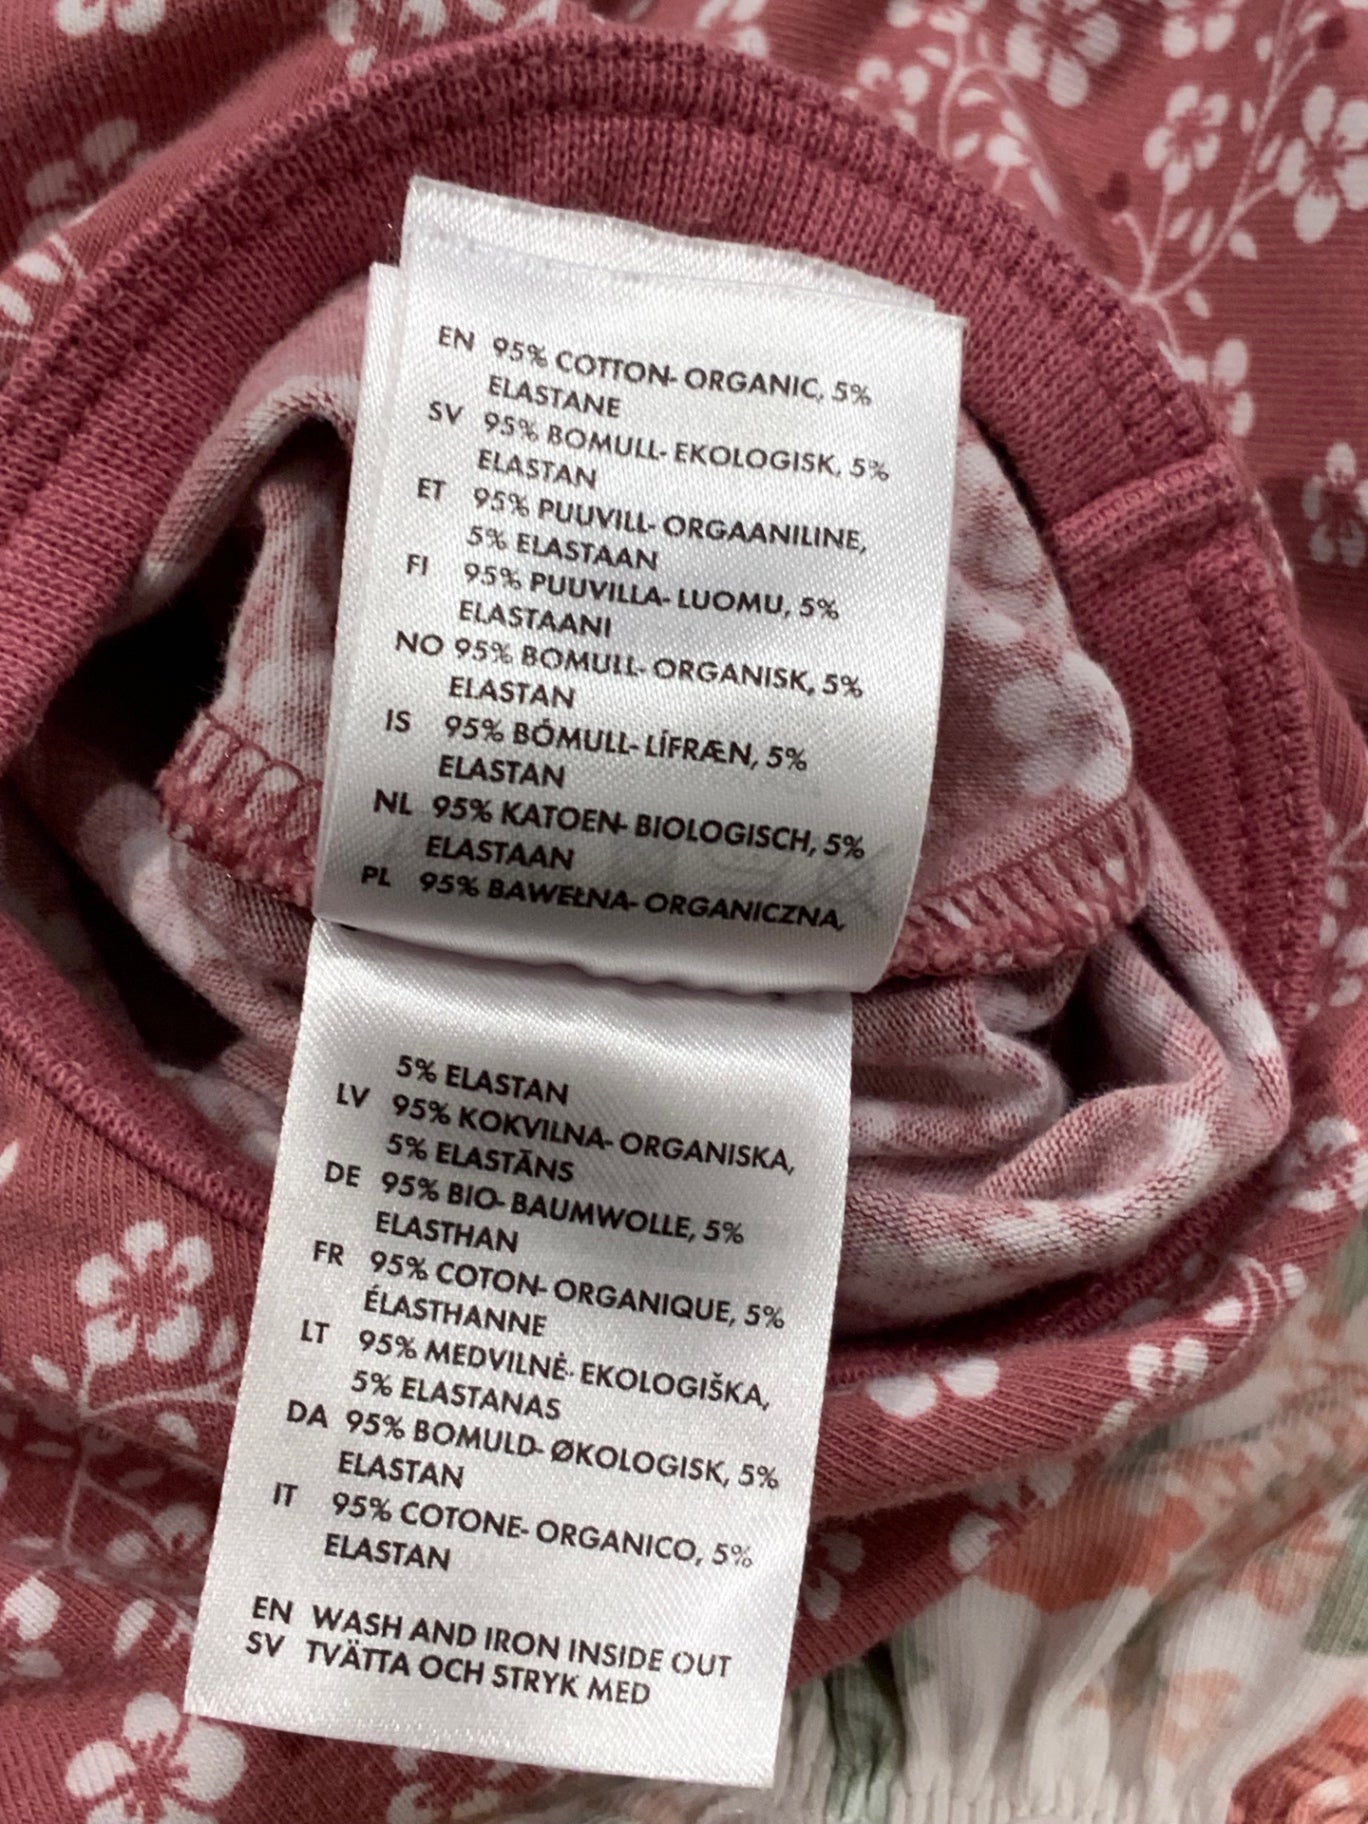 EN 95% COTTON- ORGANIC, 5%
ELASTANE
SV 95% BOMULL- EKOLOGISK, 5%
ELASTAN
ET 95% PUUVILL- ORGAANILINE,
5% ELASTAAN
FI 95% PUUVILLA- LUOMU, 5%
ELASTAANI
NO 95% BOMULL- ORGANISK, 5%
ELASTAN
IS 95% BÓMULL- LÍFRÆN, 5%
ELASTAN
NL 95% KATOEN- BIOLOGISCH, 5%
ELASTAAN
PL 95% BAWEŁNA- ORGANICZNA,
5% ELASTAN
LV 95% KOKVILNA- ORGANISKA,
5% ELASTĀNS
DE 95% BIO- BAUMWOLLE, 5%
ELASTHAN
FR 95% COTON- ORGANIQUE, 5%
ÉLASTHANNE
LT 95% MEDVILNĖ- EKOLOGIŠKA,
5% ELASTANAS
DA 95% BOMULD- ØKOLOGISK, 5%
ELASTAN
IT 95% COTONE- ORGANICO, 5%
ELASTAN
EN WASH AND IRON INSIDE OUT
SV TVÄTTA OCH STRYK MED